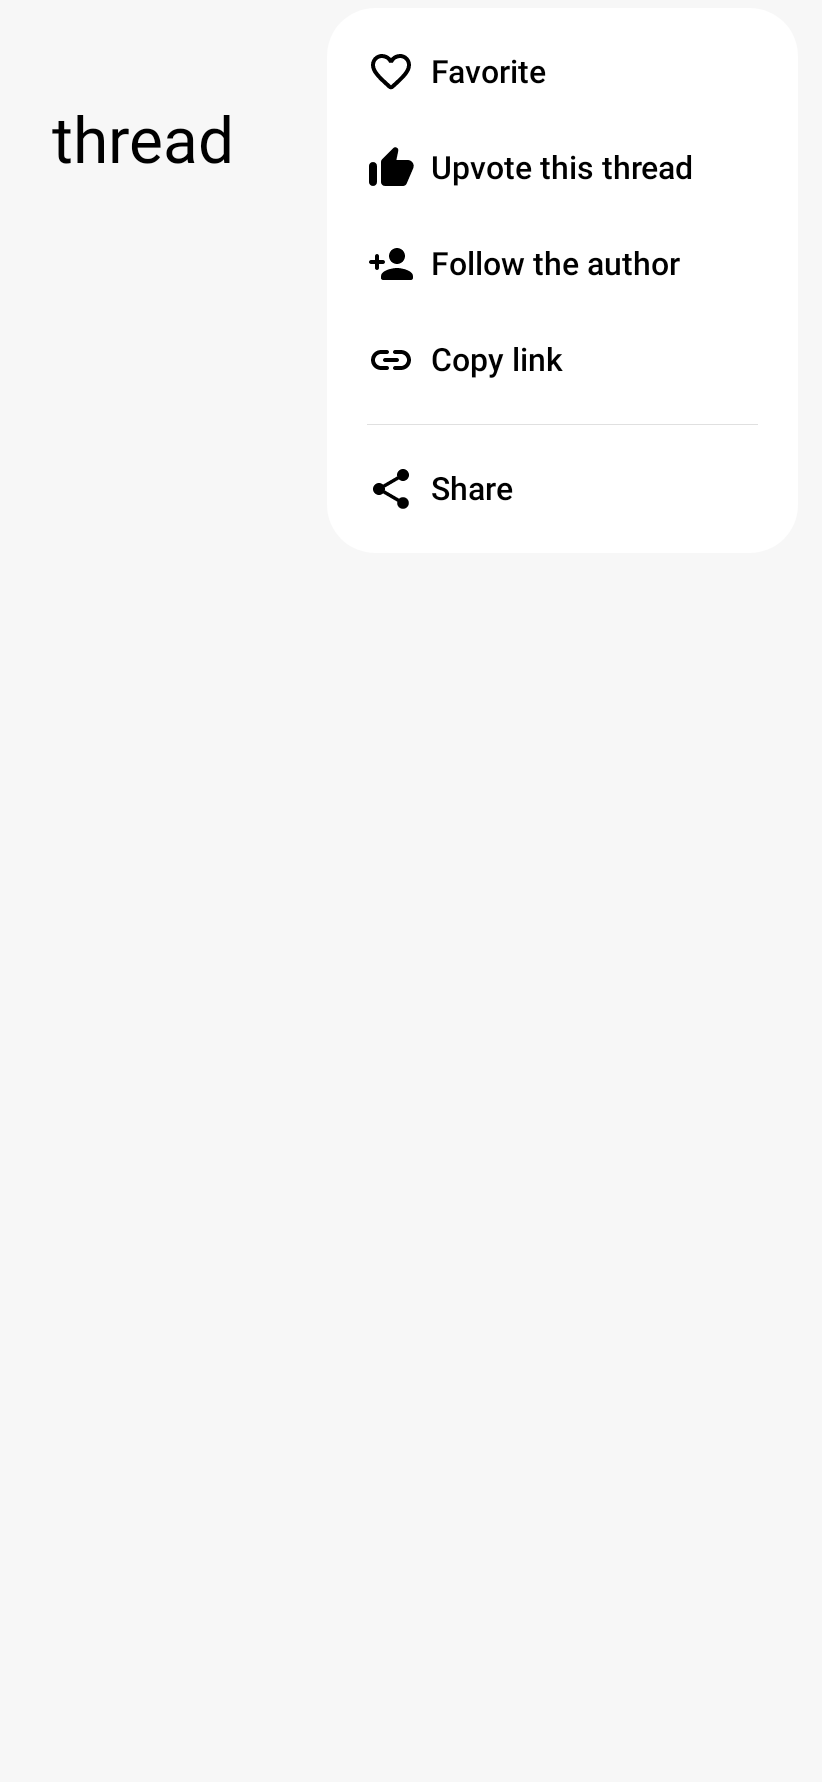 thread
Favorite
Upvote this thread
Follow the author
Copy link
Share